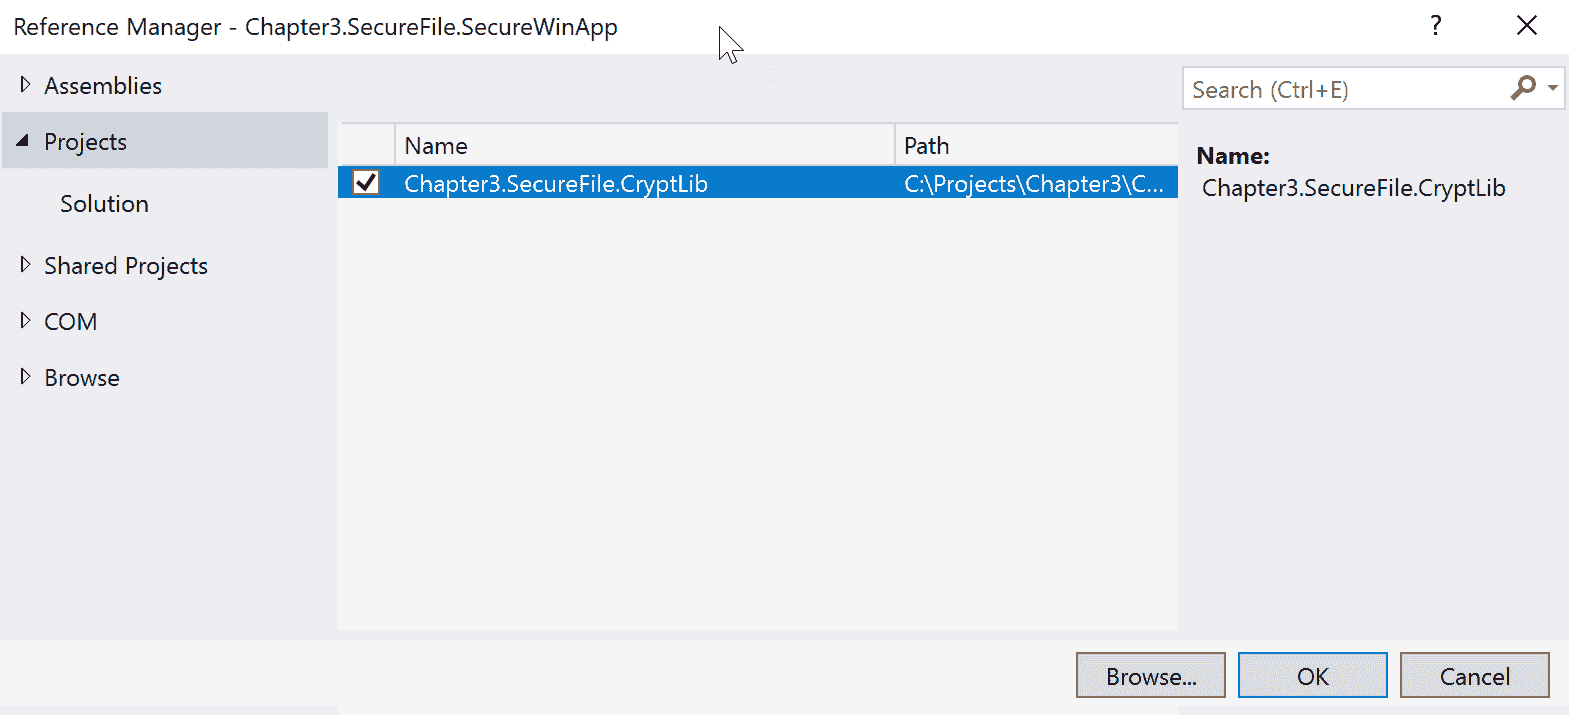 Reference Manager - Chapter3.SecureFile.SecureWinApp
?
Assemblies
Projects
Solution
Shared Projects
COM
Browse
Name
Path
Chapter3.SecureFile.CryptLib
C:\Projects\Chapter3\C...
Search (Ctrl+E)
Name:
Chapter3.SecureFile.CryptLib
Browse...
OK
Cancel